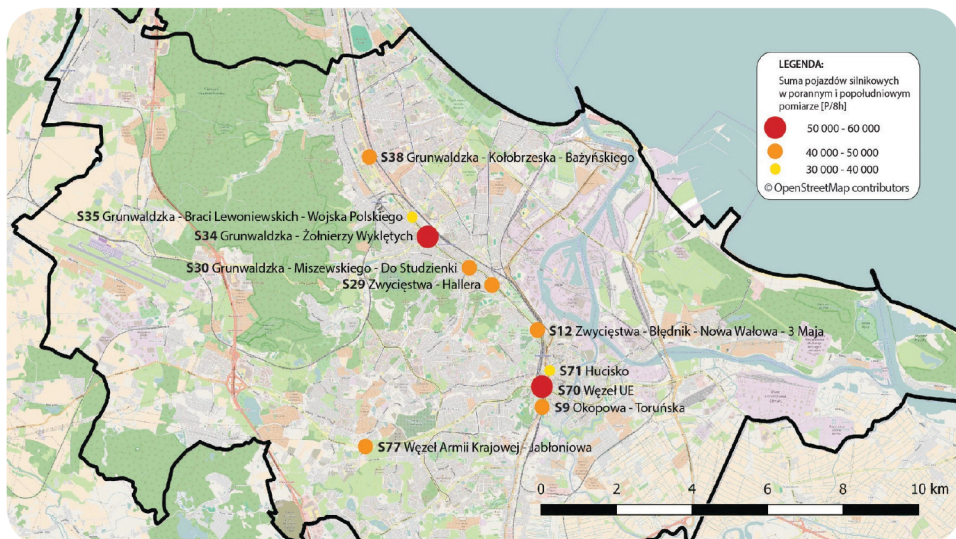 LEGENDA:
Suma pojazdów silnikowych
w porannym i popołudniowym
pomiarze [P/8h]
50 000 - 60 000
40 000 - 50 000
30 000 - 40 000
© OpenStreetMap contributors
S38 Grunwaldzka - Kołobrzeska - Bażyńskiego
S35 Grunwaldzka - Braci Lewoniewskich - Wojska Polskiego
S34 Grunwaldzka - Żołnierzy Wyklętych
S30 Grunwaldzka - Miszewskiego - Do Studzienki
S29 Zwycięstwa - Hallera
S12 Zwycięstwa - Błędnik - Nowa Wałowa - 3 Maja
S71 Hucisko
S70 Węzeł UE
S9 Okopowa - Toruńska
S77 Węzeł Armii Krajowej - Jabłoniowa
0 2 4 6 8 10 km